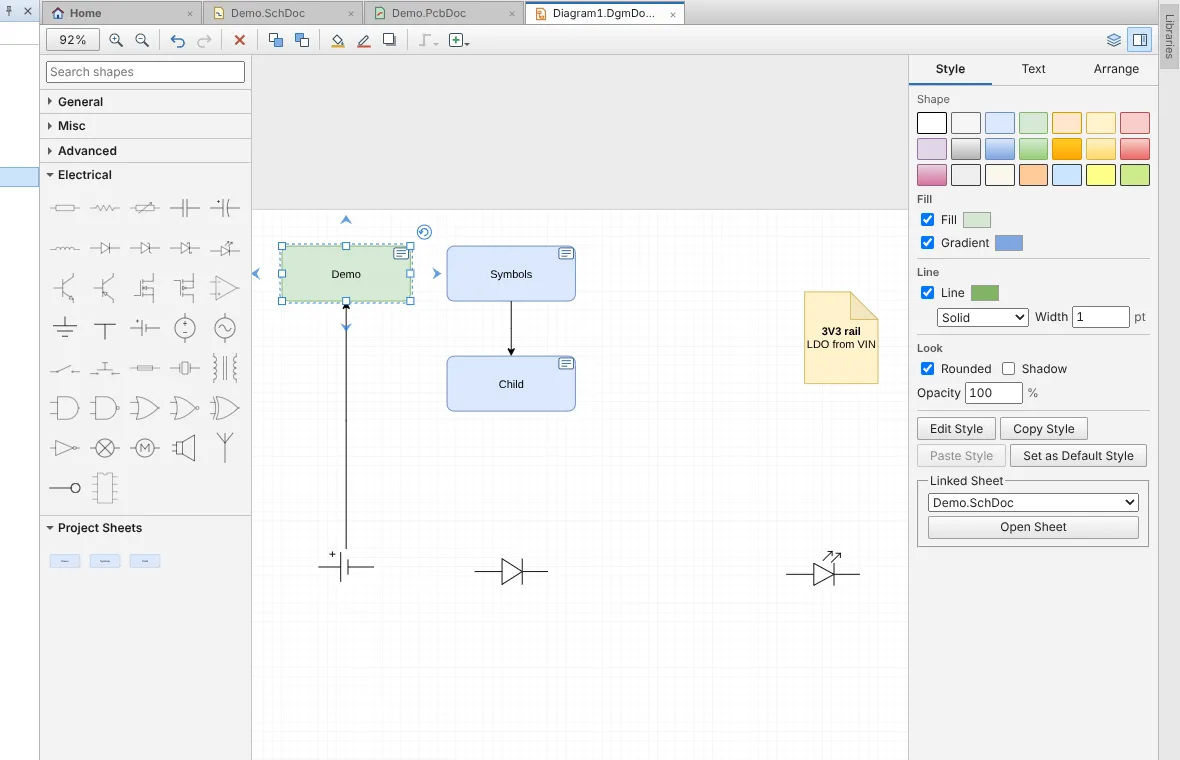 Home
Demo.SchDoc
Demo.PcbDoc
Diagram1.DgmDo...
Libraries
92%
Search shapes
General
Misc
Advanced
Electrical
Project Sheets
Demo
Symbols
Child
3V3 rail
LDO from VIN
+
Style Text Arrange
Shape
Fill
Fill
Gradient
Line
Line
Solid Width 1 pt
Look
Rounded Shadow
Opacity 100 %
Edit Style Copy Style
Paste Style Set as Default Style
Linked Sheet
Demo.SchDoc
Open Sheet